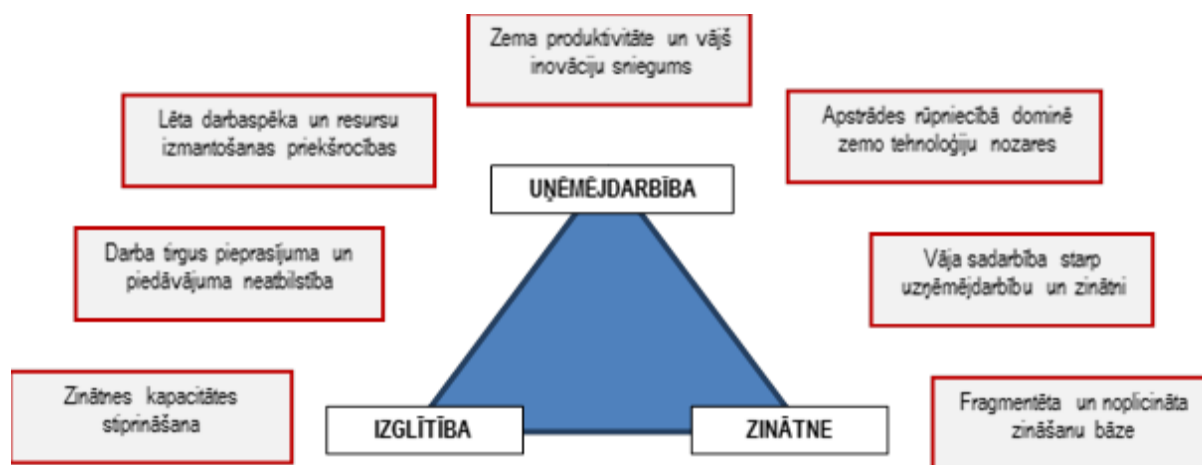 Zema produktivitāte un vājš
inovāciju sniegums
Lēta darbaspēka un resursu
izmantošanas priekšrocības
Apstrādes rūpniecībā dominē
zemo tehnoloģiju nozares
UŅĒMĒJDARBĪBA
Darba tirgus pieprasījuma un
piedāvājuma neatbilstība
Vāja sadarbība starp
uzņēmējdarbību un zinātni
Zinātnes kapacitātes
stiprināšana
IZGLĪTĪBA
ZINĀTNE
Fragmentēta un noplicināta
zināšanu bāze